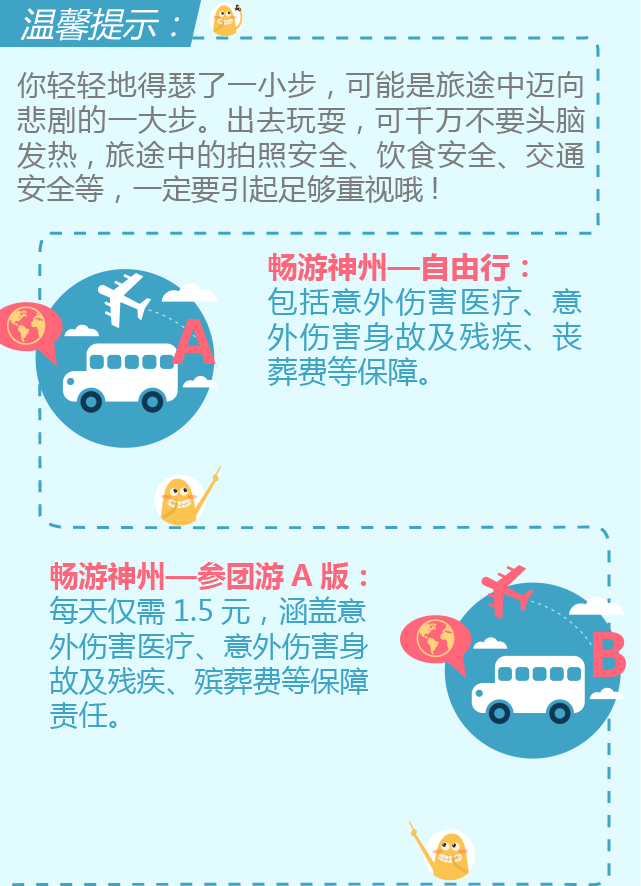 温馨提示：
你轻轻地得瑟了一小步，可能是旅途中迈向
悲剧的一大步。出去玩耍，可千万不要头脑
发热，旅途中的拍照安全、饮食安全、交通
安全等，一定要引起足够重视哦！
畅游神州—自由行：
包括意外伤害医疗、意
外伤害身故及残疾、丧
葬费等保障。
A
畅游神州—参团游 A 版：
每天仅需 1.5 元，涵盖意
外伤害医疗、意外伤害身
故及残疾、殡葬费等保障
责任。
B